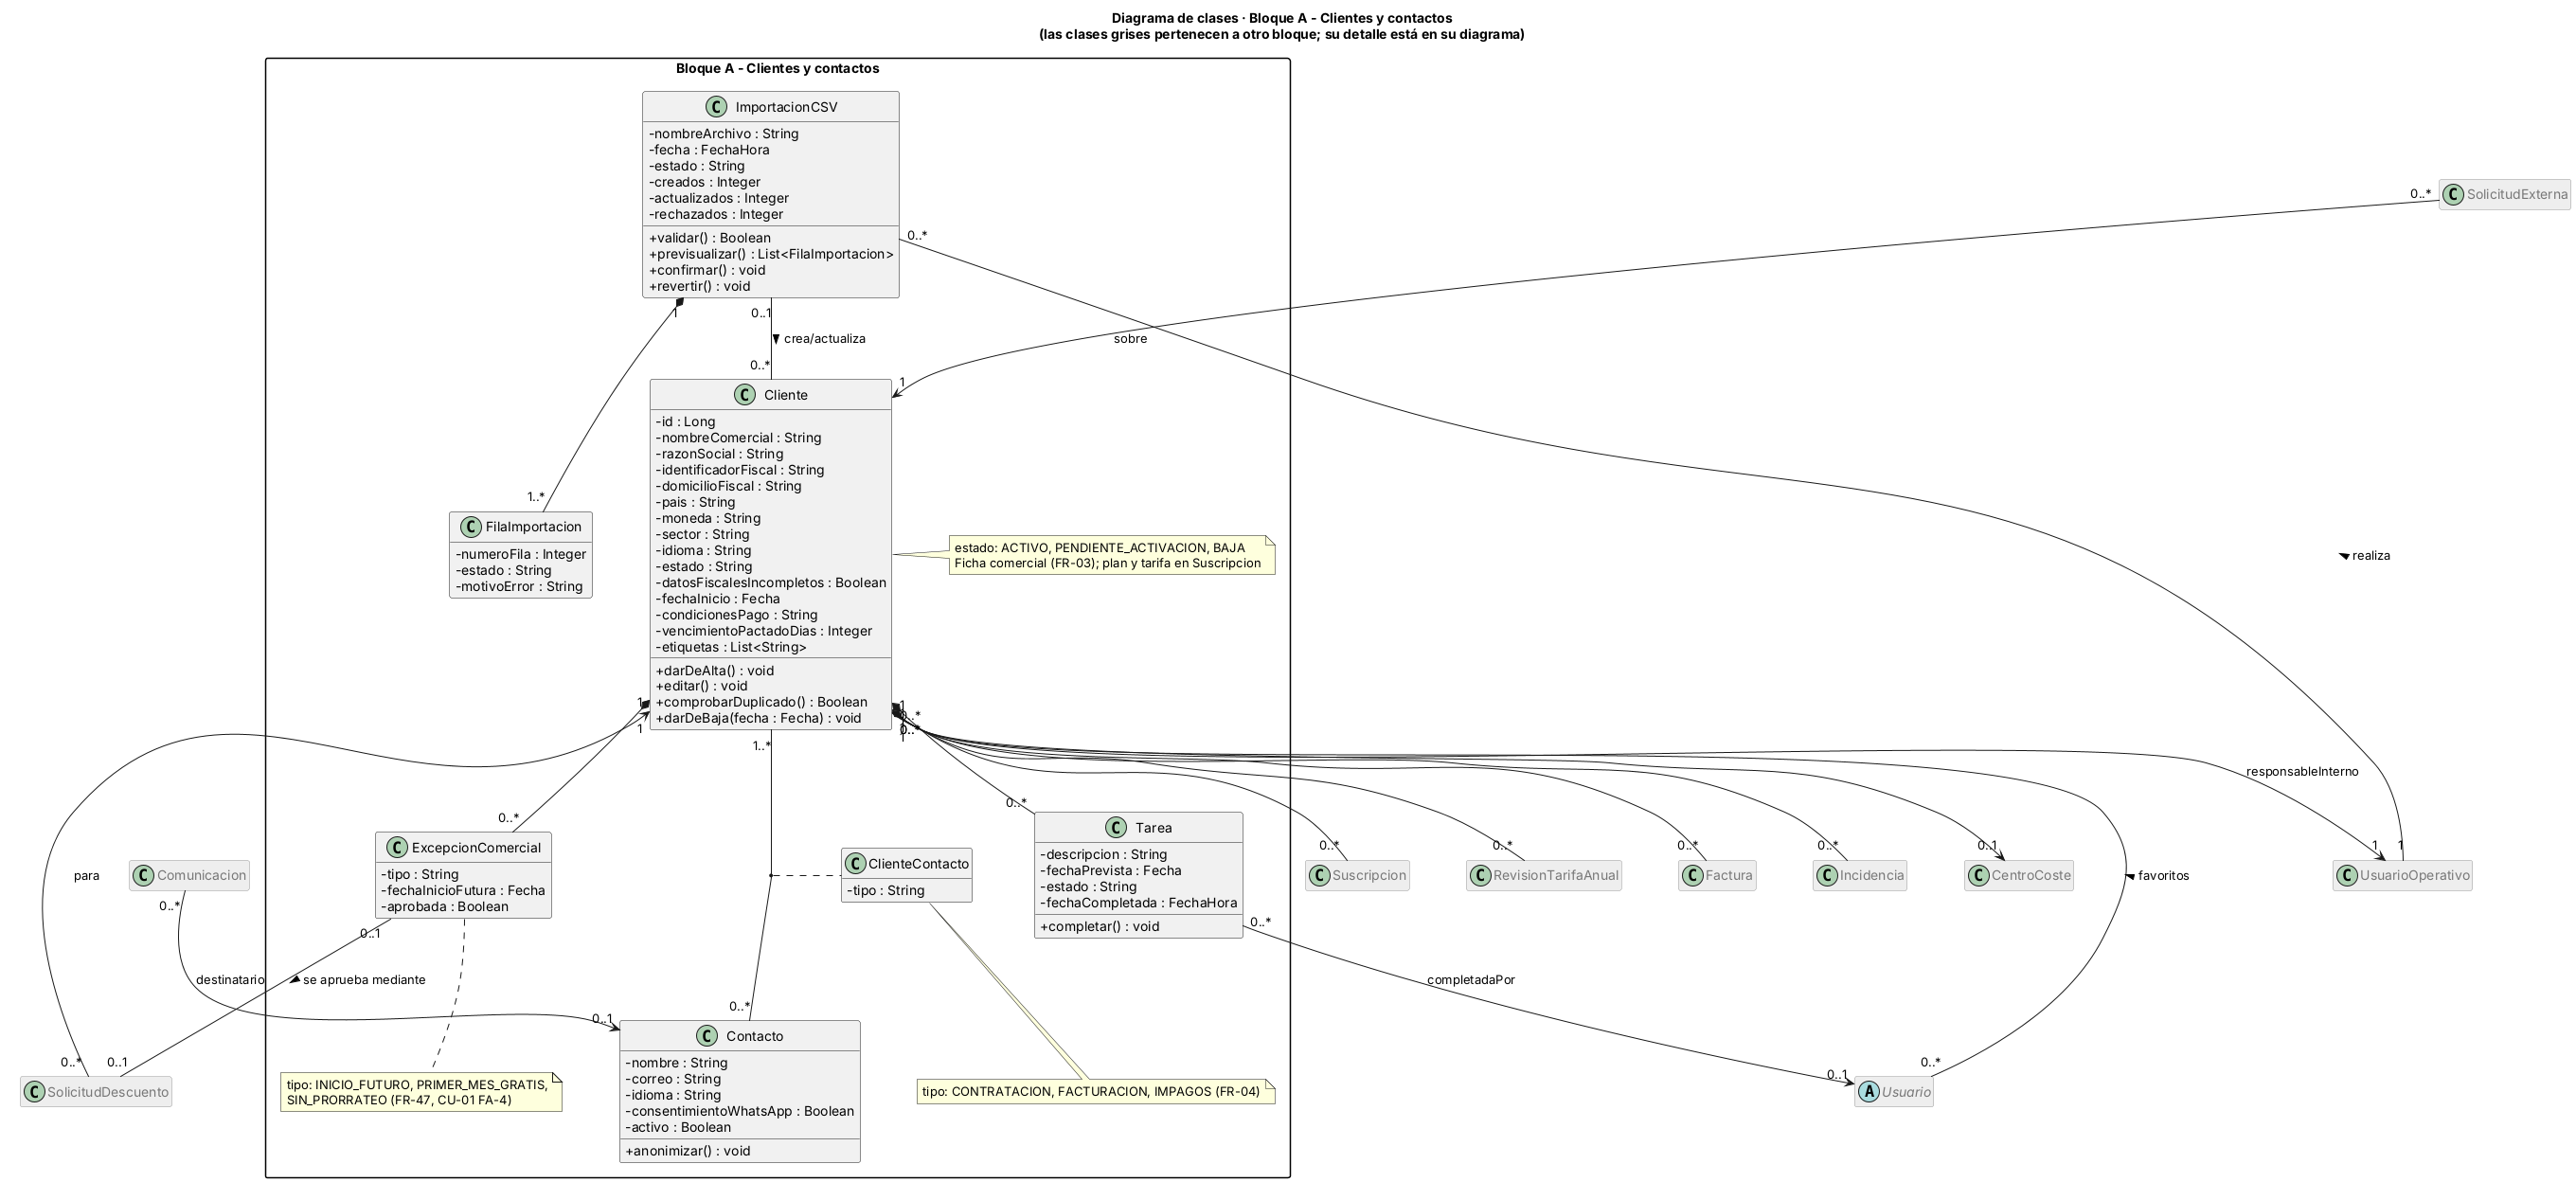 Diagrama de clases · Bloque A - Clientes y contactos
(las clases grises pertenecen a otro bloque; su detalle está en su diagrama)
Bloque A - Clientes y contactos
C ImportacionCSV
-nombreArchivo : String
-fecha : FechaHora
-estado : String
-creados : Integer
-actualizados : Integer
-rechazados : Integer
+validar() : Boolean
+previsualizar() : List<FilaImportacion>
+confirmar() : void
+revertir() : void
0..*
C SolicitudExterna
0..*
1
0..1
crea/actualiza
sobre
0..*
1
C Cliente
-id : Long
-nombreComercial : String
-razonSocial : String
-identificadorFiscal : String
-domicilioFiscal : String
-pais : String
-moneda : String
-sector : String
-idioma : String
-estado : String
-datosFiscalesIncompletos : Boolean
-fechaInicio : Fecha
-condicionesPago : String
-vencimientoPactadoDias : Integer
-etiquetas : List<String>
+darDeAlta() : void
+editar() : void
+comprobarDuplicado() : Boolean
+darDeBaja(fecha : Fecha) : void
1..*
C FilaImportacion
-numeroFila : Integer
-estado : String
-motivoError : String
estado: ACTIVO, PENDIENTE_ACTIVACION, BAJA
Ficha comercial (FR-03); plan y tarifa en Suscripcion
realiza
1
1
1
0..*
0..*
1..*
responsableInterno
para
0..*
C ExcepcionComercial
-tipo : String
-fechaInicioFutura : Fecha
-aprobada : Boolean
C Comunicacion
0..*
C ClienteContacto
-tipo : String
0..*
C Tarea
-descripcion : String
-fechaPrevista : Fecha
-estado : String
-fechaCompletada : FechaHora
+completar() : void
0..*
0..*
C Suscripcion
0..*
C RevisionTarifaAnual
0..*
C Factura
0..*
C Incidencia
0..1
C CentroCoste
favoritos
1
1
C UsuarioOperativo
0..1
destinatario
se aprueba mediante
completadaPor
0..*
0..1
C SolicitudDescuento
tipo: INICIO_FUTURO, PRIMER_MES_GRATIS,
SIN_PRORRATEO (FR-47, CU-01 FA-4)
0..*
0..1
C Contacto
-nombre : String
-correo : String
-idioma : String
-consentimientoWhatsApp : Boolean
-activo : Boolean
+anonimizar() : void
tipo: CONTRATACION, FACTURACION, IMPAGOS (FR-04)
0..1
0..*
A Usuario